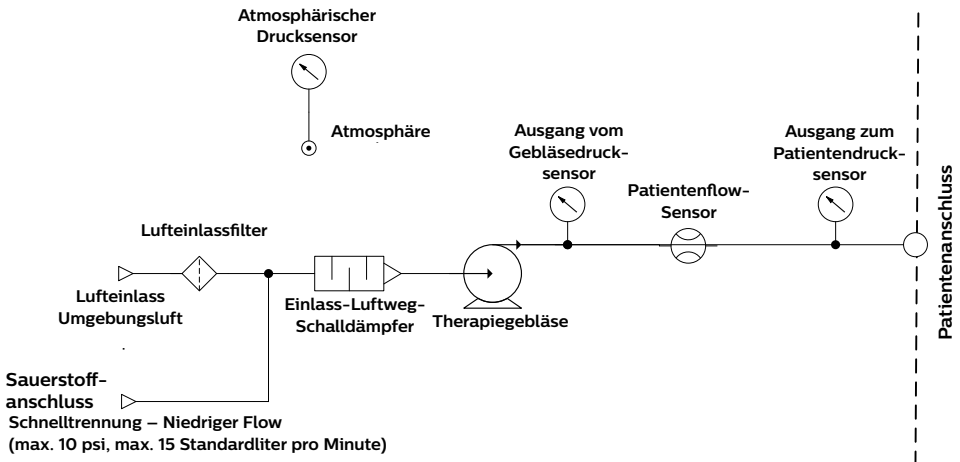 Atmosphärischer
Drucksensor
Atmosphäre
Ausgang vom
Gebläsedruck-
sensor
Patientenflow-
Sensor
Ausgang zum
Patientendruck-
sensor
Patientenanschluss
Lufteinlassfilter
Lufteinlass
Umgebungsluft
Einlass-Luftweg-
Schalldämpfer
Therapiegebläse
Sauerstoff-
anschluss
Schnelltrennung – Niedriger Flow
(max. 10 psi, max. 15 Standardliter pro Minute)